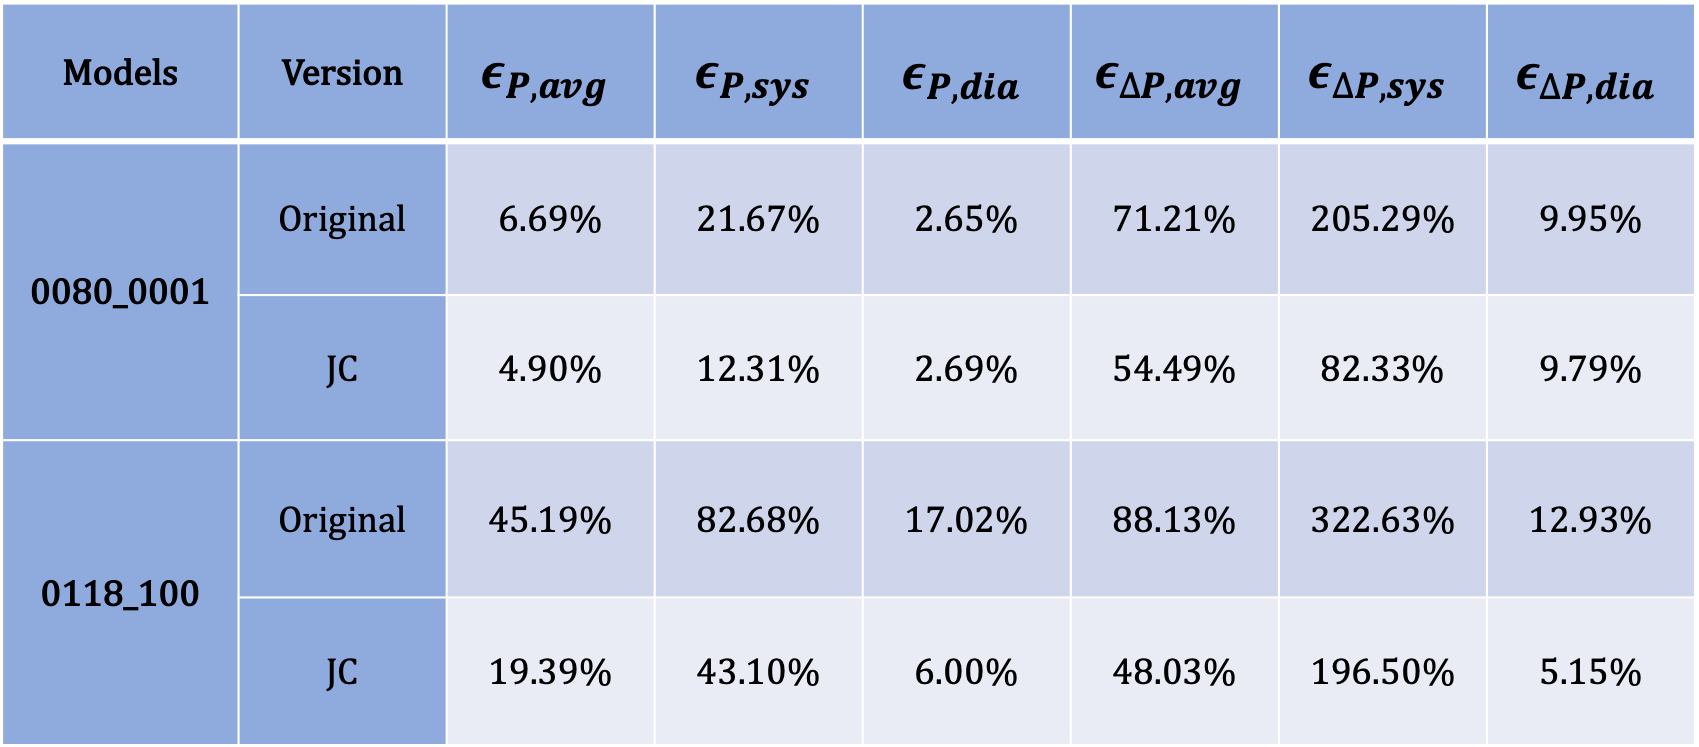 Models Version ϵP,avg ϵP,sys ϵP,dia ϵΔP,avg ϵΔP,sys ϵΔP,dia
Original 6.69% 21.67% 2.65% 71.21% 205.29% 9.95%
0080_0001
JC 4.90% 12.31% 2.69% 54.49% 82.33% 9.79%
Original 45.19% 82.68% 17.02% 88.13% 322.63% 12.93%
0118_100
JC 19.39% 43.10% 6.00% 48.03% 196.50% 5.15%